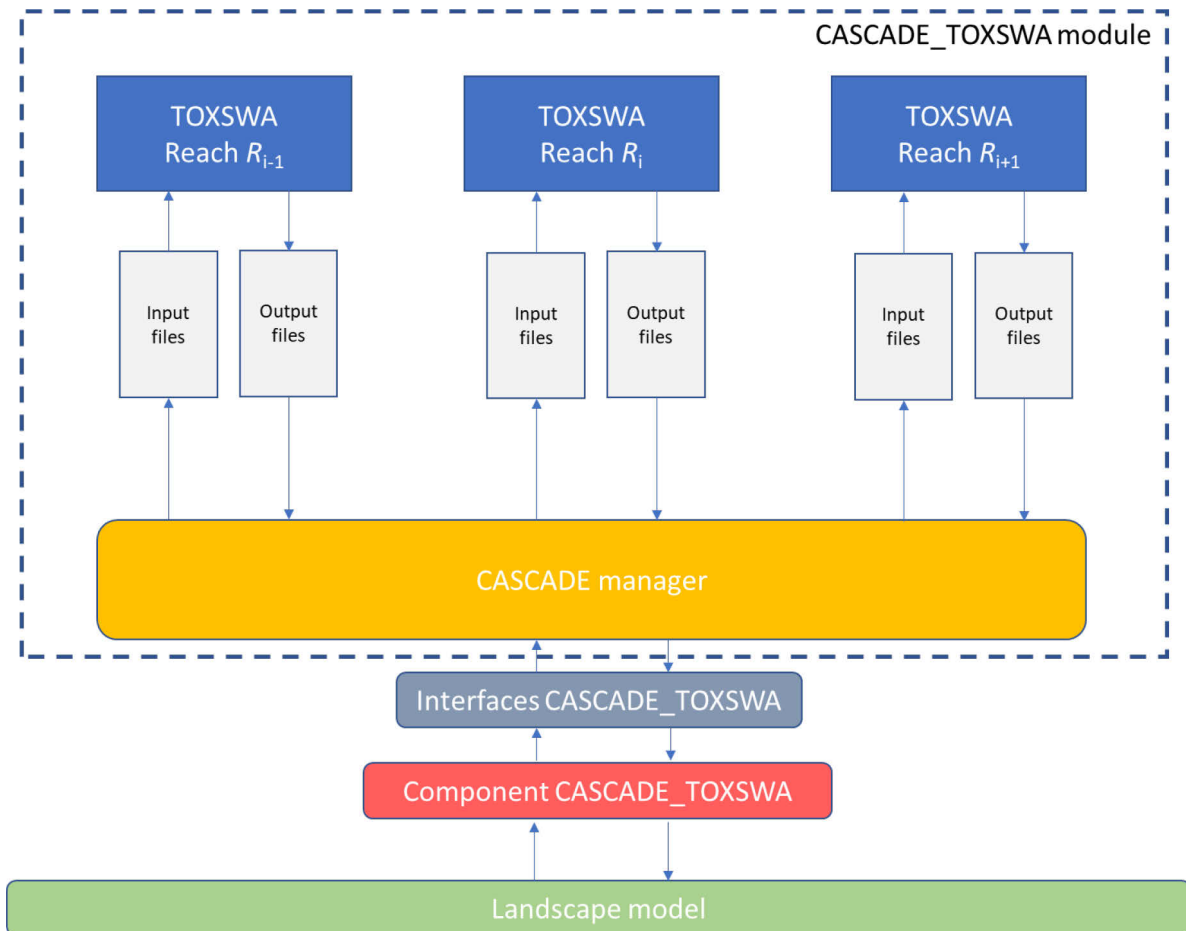 CASCADE_TOXSWA module
TOXSWA
Reach Ri-1
TOXSWA
Reach Ri
TOXSWA
Reach Ri+1
Input
files
Output
files
Input
files
Output
files
Input
files
Output
files
CASCADE manager
Interfaces CASCADE_TOXSWA
Component CASCADE_TOXSWA
Landscape model